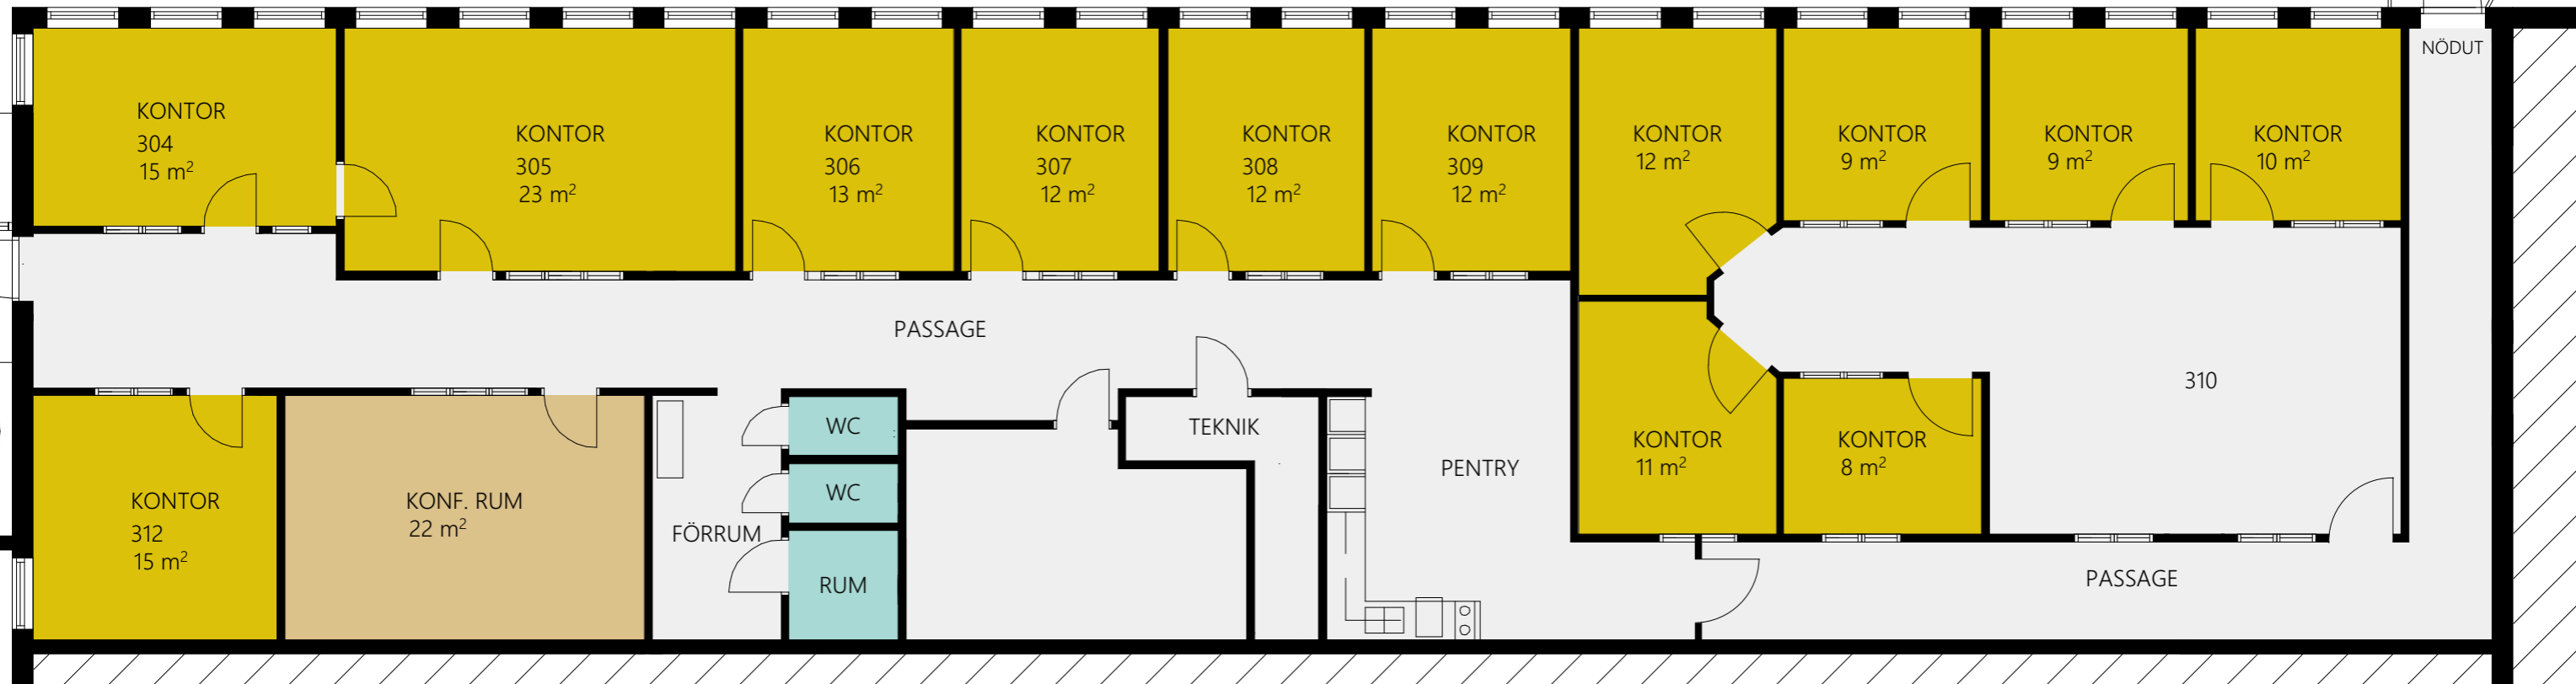 NÖDUT
KONTOR
304
15 m²
KONTOR
305
23 m²
KONTOR
306
13 m²
KONTOR
307
12 m²
KONTOR
308
12 m²
KONTOR
309
12 m²
KONTOR
12 m²
KONTOR
9 m²
KONTOR
9 m²
KONTOR
10 m²
PASSAGE
310
KONTOR
312
15 m²
KONF. RUM
22 m²
FÖRRUM
WC
WC
RUM
TEKNIK
PENTRY
KONTOR
11 m²
KONTOR
8 m²
PASSAGE